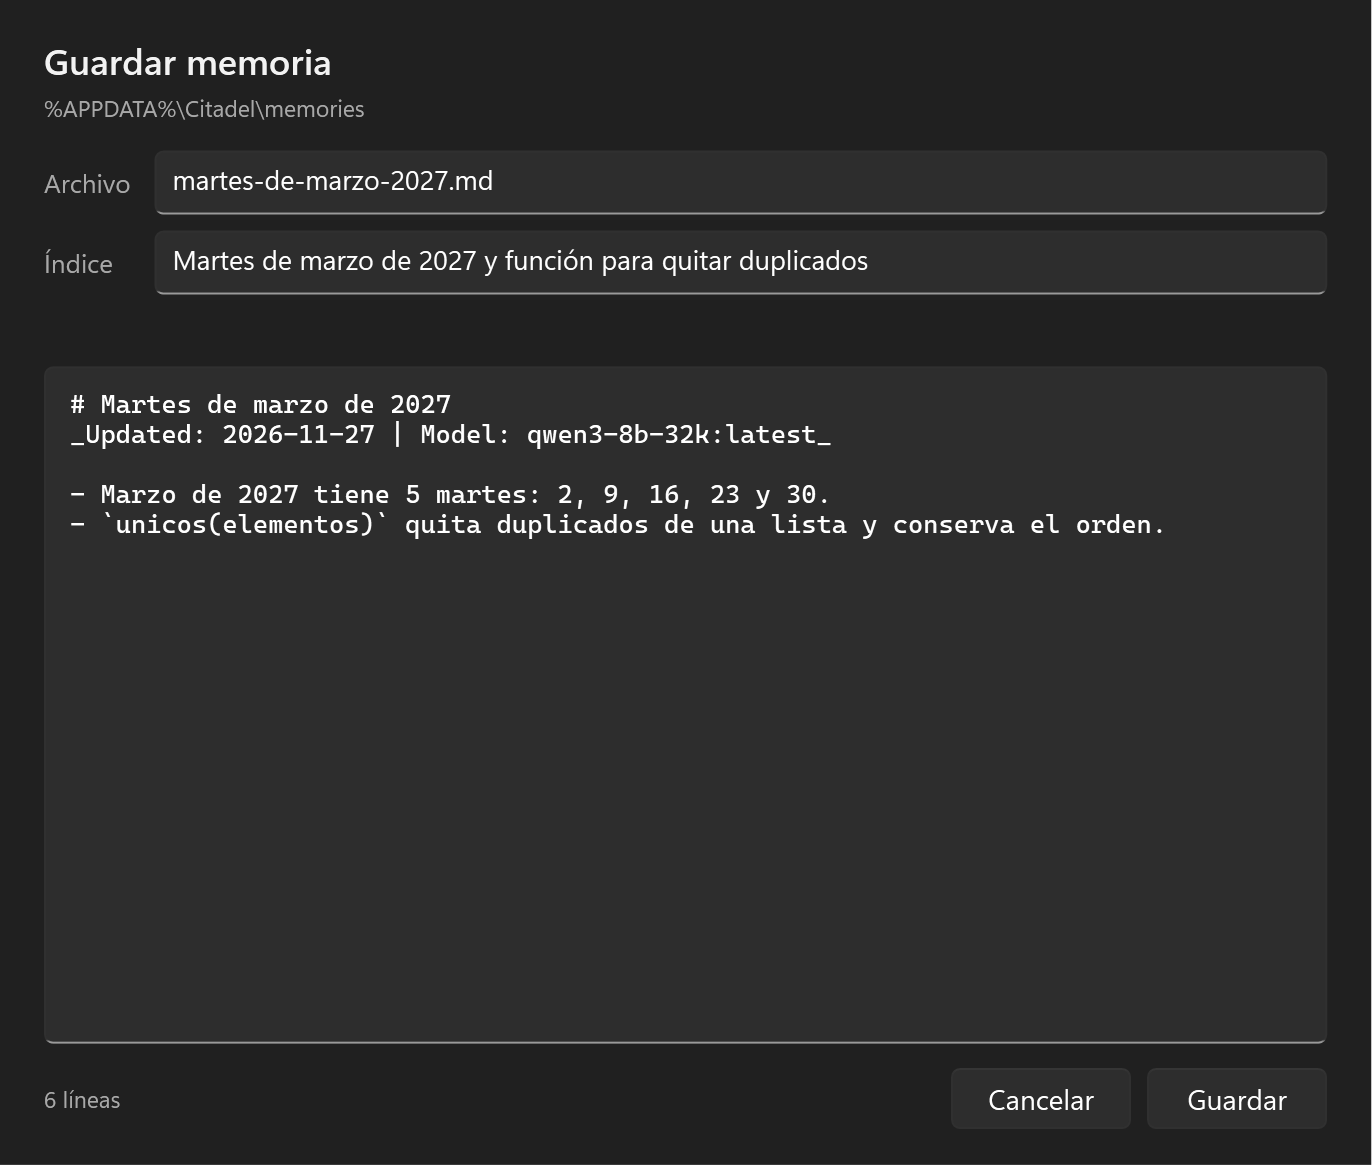 Guardar memoria
%APPDATA%\Citadel\memories
Archivo
martes-de-marzo-2027.md
Índice
Martes de marzo de 2027 y función para quitar duplicados
# Martes de marzo de 2027
_Updated: 2026-11-27 | Model: qwen3-8b-32k:latest_
- Marzo de 2027 tiene 5 martes: 2, 9, 16, 23 y 30.
- `unicos(elementos)` quita duplicados de una lista y conserva el orden.
6 líneas
Cancelar
Guardar